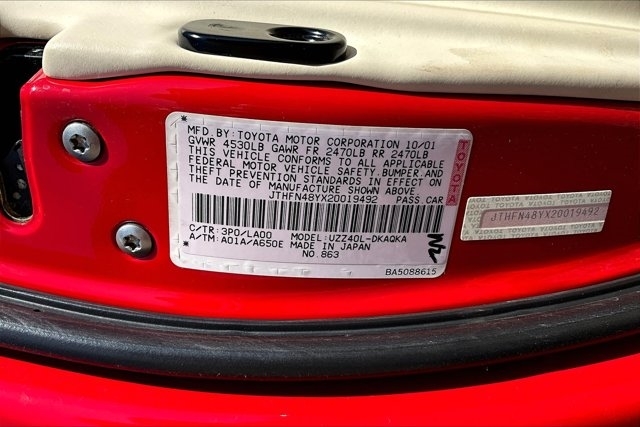 MFD. BY: TOYOTA MOTOR CORPORATION 10/01
GVWR 4530LB GAWR FR 2470LB RR 2470LB
THIS VEHICLE CONFORMS TO ALL APPLICABLE
FEDERAL MOTOR VEHICLE SAFETY, BUMPER, AND
THEFT PREVENTION STANDARDS IN EFFECT ON
THE DATE OF MANUFACTURE SHOWN ABOVE.
JTHFN48YX20019492 PASS. CAR
TOYOTA
C/TR: 3P0/LA00 MODEL: UZZ40L-DKAQKA
A/TM: A01A/A650E MADE IN JAPAN
NO. 863
BA5088615
JTHFN48YX20019492